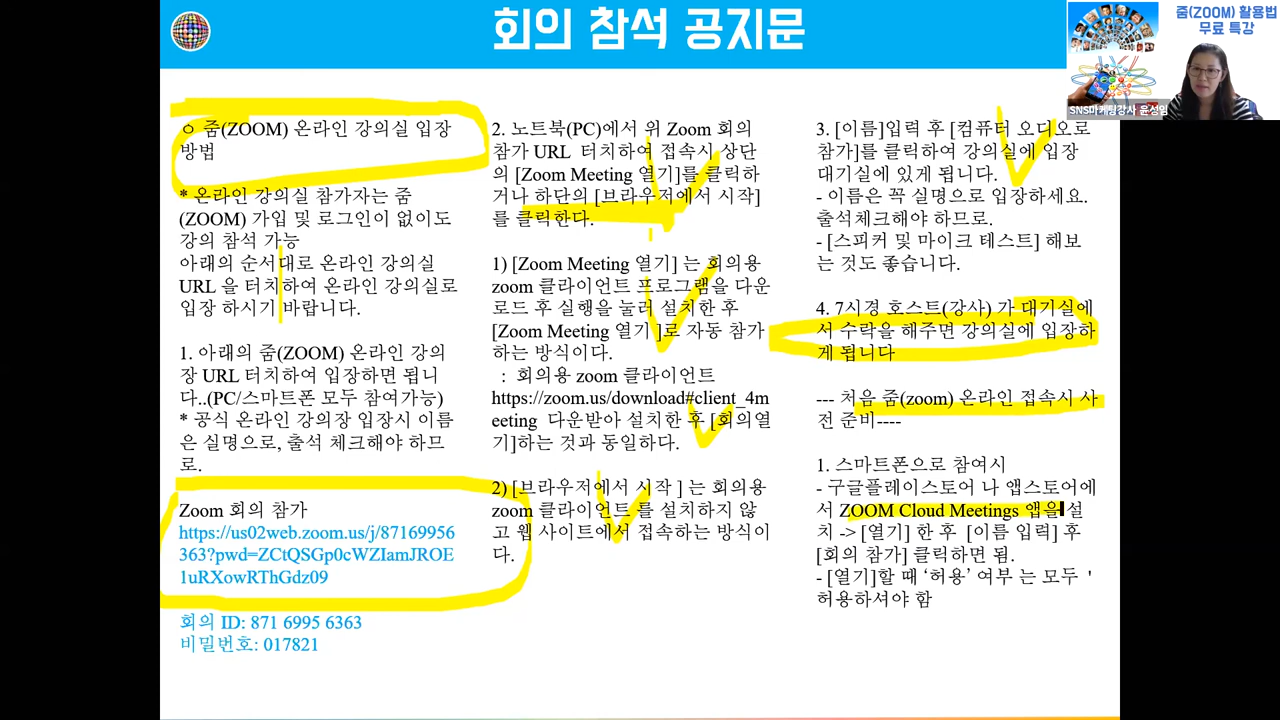 회의 참석 공지문
줌(ZOOM) 활용법
무료 특강
SNS마케팅강사 윤성임
ㅇ 줌(ZOOM) 온라인 강의실 입장
방법
* 온라인 강의실 참가자는 줌
(ZOOM) 가입 및 로그인이 없이도
강의 참석 가능
아래의 순서대로 온라인 강의실
URL 을 터치하여 온라인 강의실로
입장 하시기 바랍니다.
1. 아래의 줌(ZOOM) 온라인 강의
장 URL 터치하여 입장하면 됩니
다..(PC/스마트폰 모두 참여가능)
* 공식 온라인 강의장 입장시 이름
은 실명으로, 출석 체크해야 하므
로.
Zoom 회의 참가
https://us02web.zoom.us/j/87169956
363?pwd=ZCtQSGp0cWZIamJROE
1uRXowRThGdz09
회의 ID: 871 6995 6363
비밀번호: 017821
2. 노트북(PC)에서 위 Zoom 회의
참가 URL 터치하여 접속시 상단
의 [Zoom Meeting 열기]를 클릭하
거나 하단의 [브라우저에서 시작]
를 클릭한다.
1) [Zoom Meeting 열기] 는 회의용
zoom 클라이언트 프로그램을 다운
로드 후 실행을 눌러 설치한 후
[Zoom Meeting 열기 ]로 자동 참가
하는 방식이다.
: 회의용 zoom 클라이언트
https://zoom.us/download#client_4m
eeting 다운받아 설치한 후 [회의열
기]하는 것과 동일하다.
2) [브라우저에서 시작 ] 는 회의용
zoom 클라이언트 를 설치하지 않
고 웹 사이트에서 접속하는 방식이
다.
3. [이름]입력 후 [컴퓨터 오디오로
참가]를 클릭하여 강의실에 입장
대기실에 있게 됩니다.
- 이름은 꼭 실명으로 입장하세요.
출석체크해야 하므로.
- [스피커 및 마이크 테스트] 해보
는 것도 좋습니다.
4. 7시경 호스트(강사) 가 대기실에
서 수락을 해주면 강의실에 입장하
게 됩니다
--- 처음 줌(zoom) 온라인 접속시 사
전 준비----
1. 스마트폰으로 참여시
- 구글플레이스토어 나 앱스토어에
서 ZOOM Cloud Meetings 앱을 설
치 -> [열기] 한 후 [이름 입력] 후
[회의 참가] 클릭하면 됨.
- [열기]할 때 ‘허용’ 여부 는 모두 '
허용하셔야 함